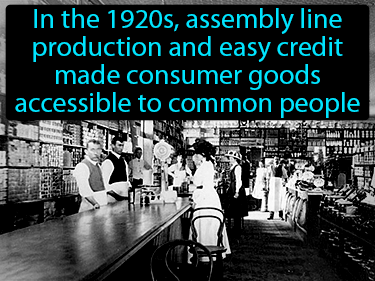 In the 1920s, assembly line
production and easy credit
made consumer goods
accessible to common people